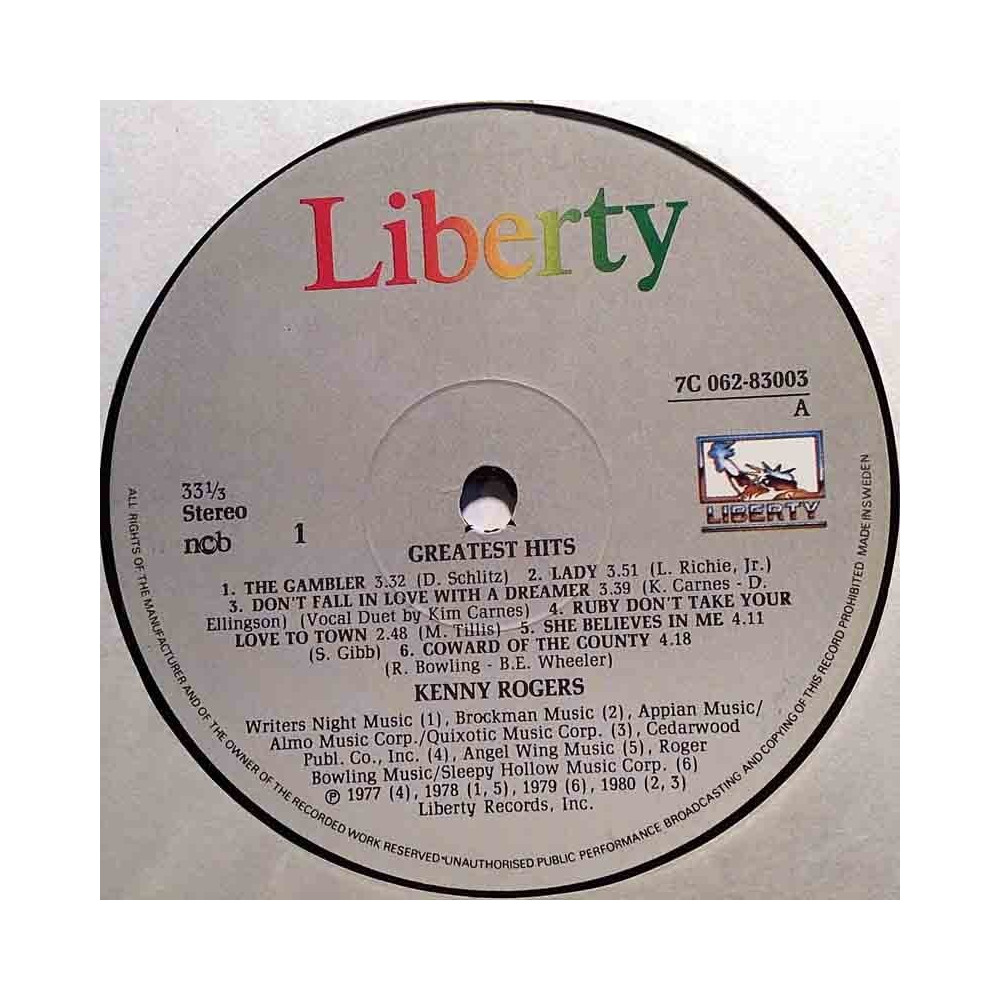 Liberty
7C 062-83003
A
LIBERTY
33 1/3
Stereo
ncb
1
GREATEST HITS
1. THE GAMBLER 3.32 (D. Schlitz) 2. LADY 3.51 (L. Richie, Jr.)
3. DON'T FALL IN LOVE WITH A DREAMER 3.39 (K. Carnes - D.
Ellingson) (Vocal Duet by Kim Carnes) 4. RUBY DON'T TAKE YOUR
LOVE TO TOWN 2.48 (M. Tillis) 5. SHE BELIEVES IN ME 4.11
(S. Gibb) 6. COWARD OF THE COUNTY 4.18
(R. Bowling - B.E. Wheeler)
KENNY ROGERS
Writers Night Music (1), Brockman Music (2), Appian Music/
Almo Music Corp./Quixotic Music Corp. (3), Cedarwood
Publ. Co., Inc. (4), Angel Wing Music (5), Roger
Bowling Music/Sleepy Hollow Music Corp. (6)
℗ 1977 (4), 1978 (1, 5), 1979 (6), 1980 (2, 3)
Liberty Records, Inc.
ALL RIGHTS OF THE MANUFACTURER AND OF THE OWNER OF THE RECORDED WORK RESERVED•UNAUTHORISED PUBLIC PERFORMANCE BROADCASTING AND COPYING OF THIS RECORD PROHIBITED MADE IN SWEDEN